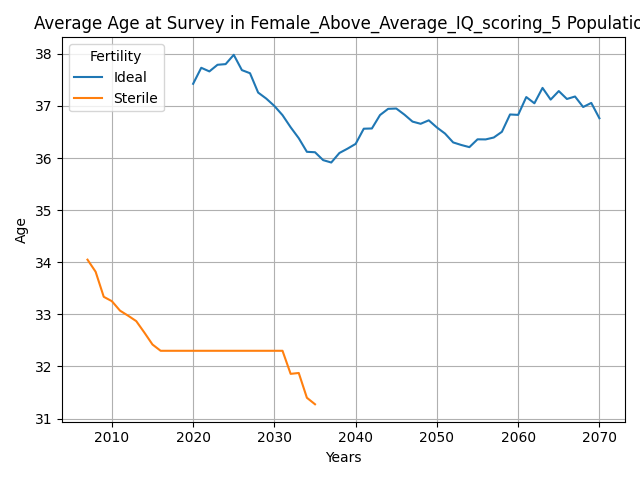 Average Age at Survey in Female_Above_Average_IQ_scoring_5 Populatio
Fertility
Ideal
Sterile
38
37
36
35
34
33
32
31
Age
2010 2020 2030 2040 2050 2060 2070
Years